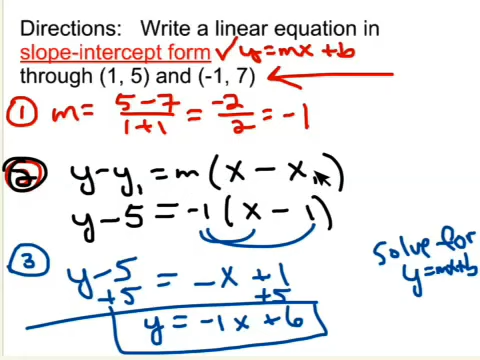 Directions: Write a linear equation in
slope-intercept form ✓ y = mx + b
through (1, 5) and (-1, 7)
① m = 5-7/1+1 = -2/2 = -1
② y-y₁ = m(x - x₁)
y - 5 = -1(x - 1)
③ y - 5 = -x + 1
+5 +5
y = -1x + 6
Solve for
y=mx+b